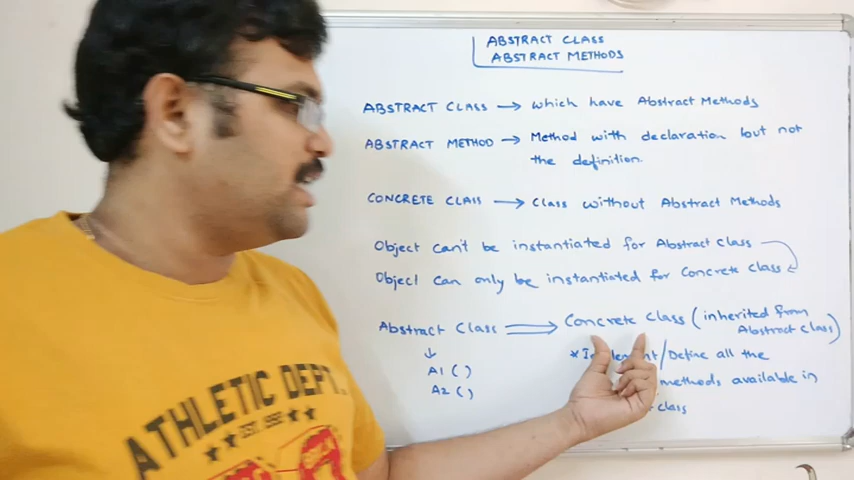 ABSTRACT CLASS
ABSTRACT METHODS
ABSTRACT CLASS → which have Abstract Methods
ABSTRACT METHOD → Method with declaration but not
the definition.
CONCRETE CLASS → Class without Abstract Methods
Object can't be instantiated for Abstract class
Object can only be instantiated for Concrete class
Abstract Class ⇒ Concrete Class (inherited from
Abstract class)
↓
A1 ( )
A2 ( )
/Define all the
methods available in
class
ATHLETIC DEPT.
EST.